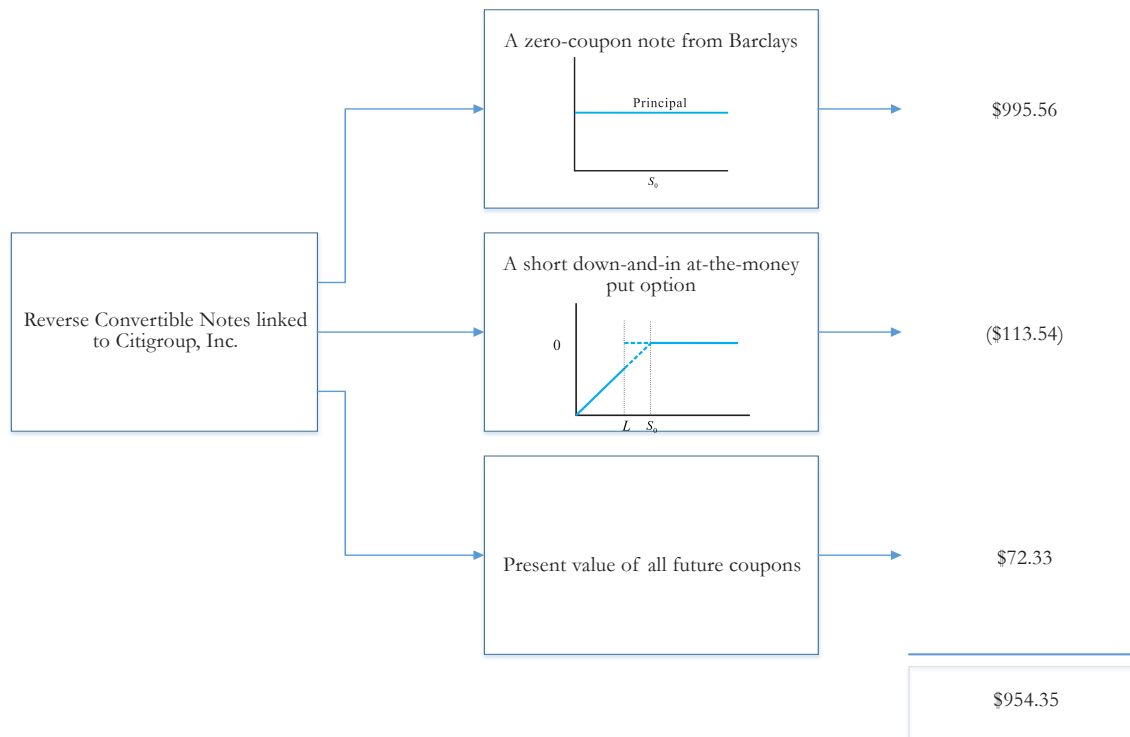 A zero-coupon note from Barclays
Principal
S₀
$995.56
Reverse Convertible Notes linked
to Citigroup, Inc.
A short down-and-in at-the-money
put option
0
L
S₀
($113.54)
Present value of all future coupons
$72.33
$954.35